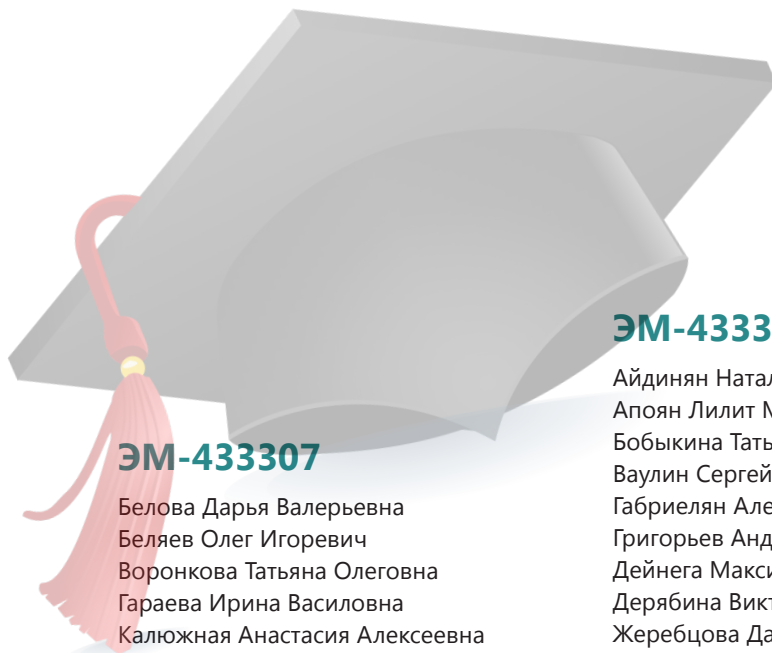 ЭМ-433307
Белова Дарья Валерьевна
Беляев Олег Игоревич
Воронкова Татьяна Олеговна
Гараева Ирина Василовна
Калюжная Анастасия Алексеевна
ЭМ-4333
Айдинян
Апоян Лилит
Бобыкина
Ваулин Сергей
Габриелян
Григорьев
Дейнега
Дерябина
Жеребцова